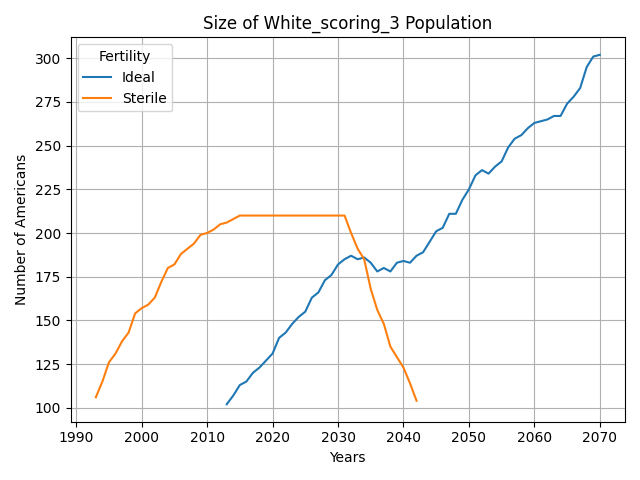 Size of White_scoring_3 Population
Fertility
Ideal
Sterile
Number of Americans
300
275
250
225
200
175
150
125
100
1990 2000 2010 2020 2030 2040 2050 2060 2070
Years